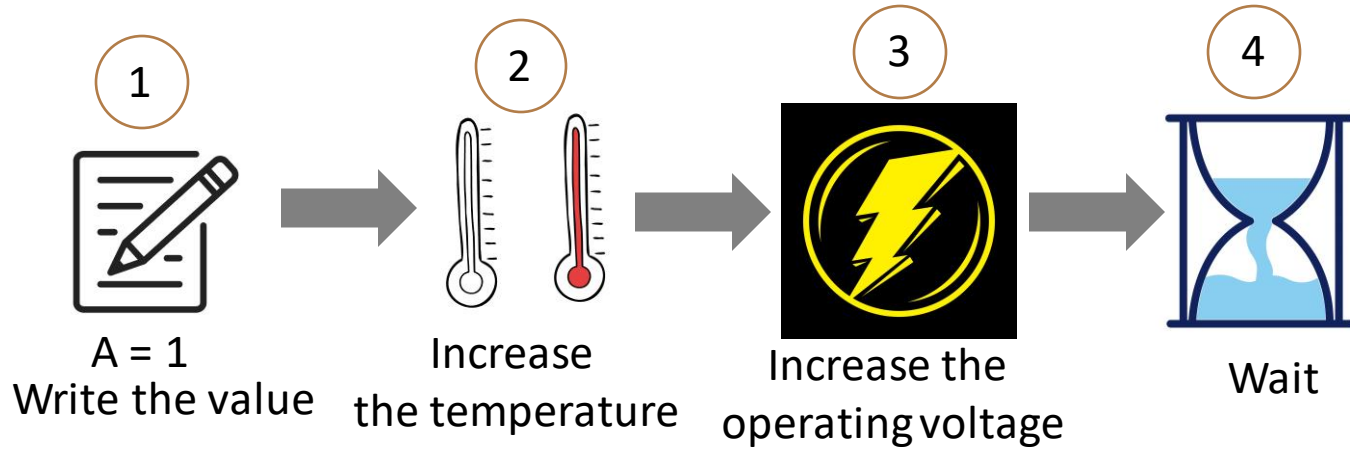 1
2
3
4
A = 1
Write the value
Increase
the temperature
Increase the
operating voltage
Wait